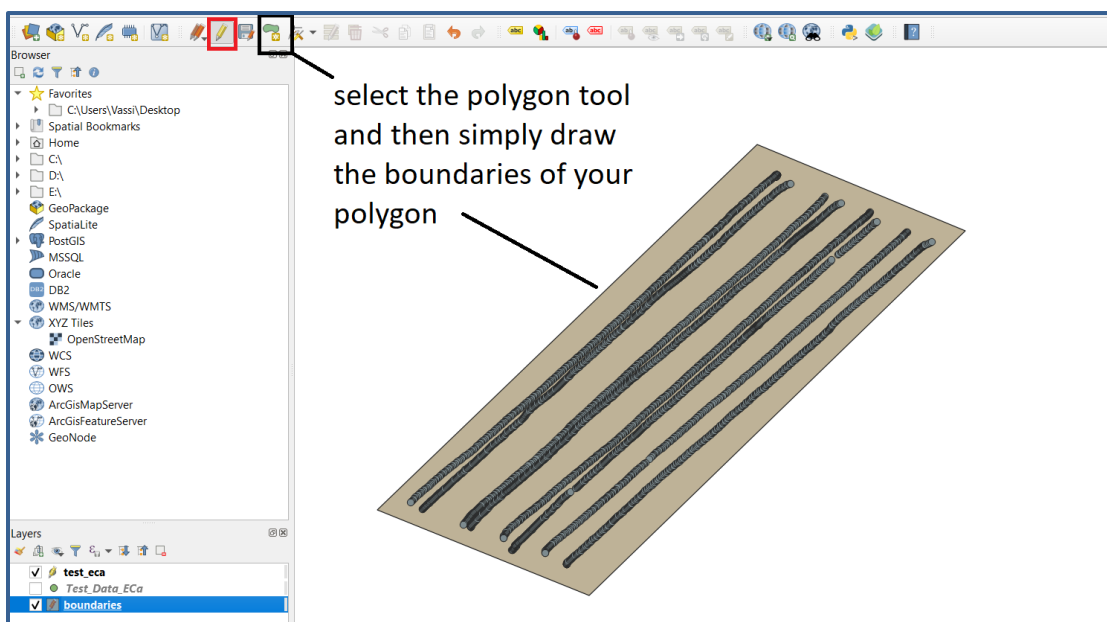 select the polygon tool
and then simply draw
the boundaries of your
polygon
Browser
Favorites
C:\Users\Vassi\Desktop
Spatial Bookmarks
Home
C:\
D:\
E:\
GeoPackage
SpatiaLite
PostGIS
MSSQL
Oracle
DB2
DB2
WMS/WMTS
XYZ Tiles
OpenStreetMap
WCS
WFS
OWS
ArcGisMapServer
ArcGisFeatureServer
GeoNode
Layers
test_eca
Test_Data_ECa
boundaries